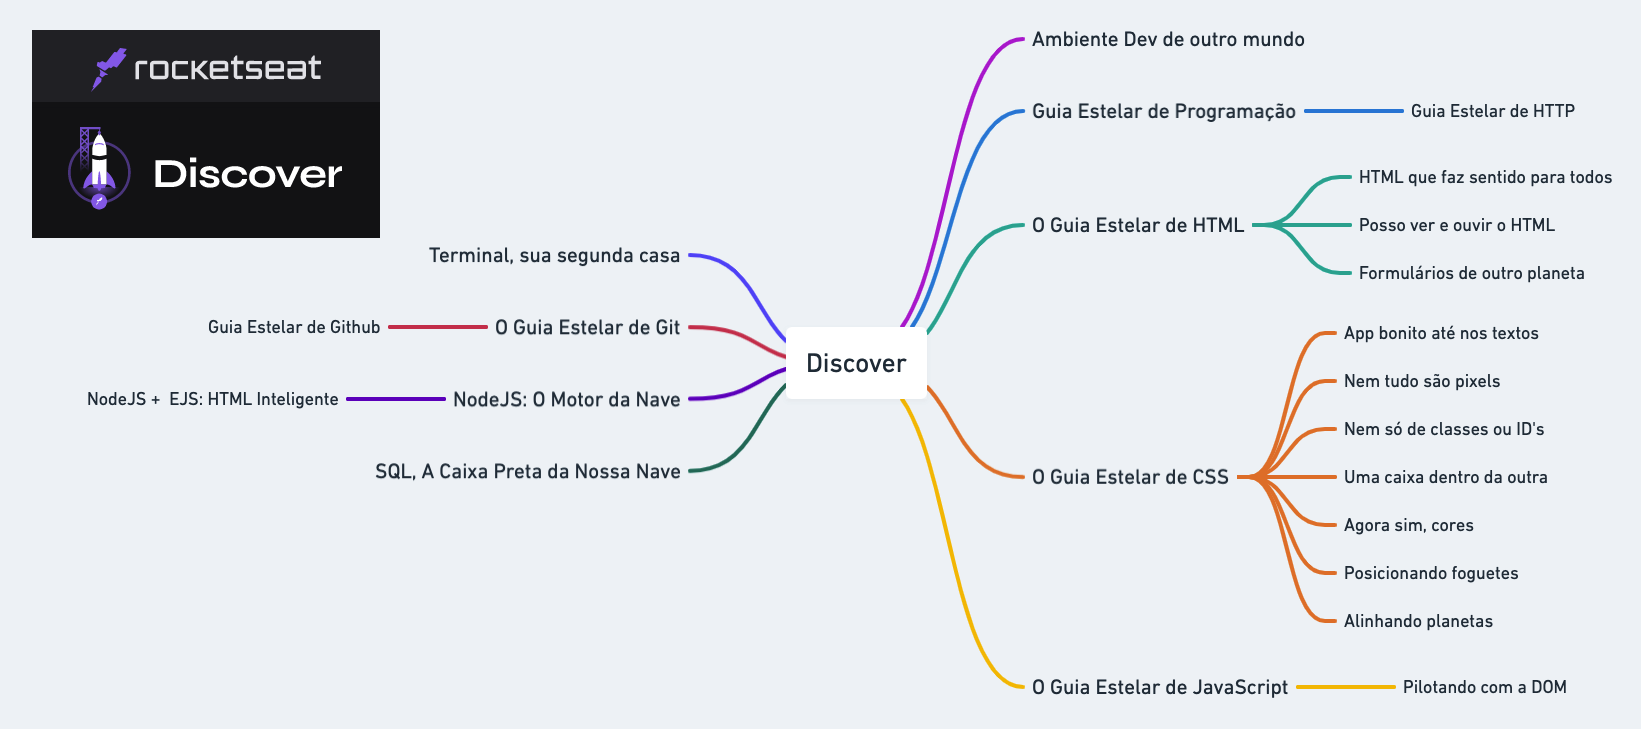 rocketseat
Discover
Discover
Ambiente Dev de outro mundo
Guia Estelar de Programação
Guia Estelar de HTTP
O Guia Estelar de HTML
HTML que faz sentido para todos
Posso ver e ouvir o HTML
Formulários de outro planeta
O Guia Estelar de CSS
App bonito até nos textos
Nem tudo são pixels
Nem só de classes ou ID's
Uma caixa dentro da outra
Agora sim, cores
Posicionando foguetes
Alinhando planetas
O Guia Estelar de JavaScript
Pilotando com a DOM
Terminal, sua segunda casa
O Guia Estelar de Git
Guia Estelar de Github
NodeJS: O Motor da Nave
NodeJS +  EJS: HTML Inteligente
SQL, A Caixa Preta da Nossa Nave